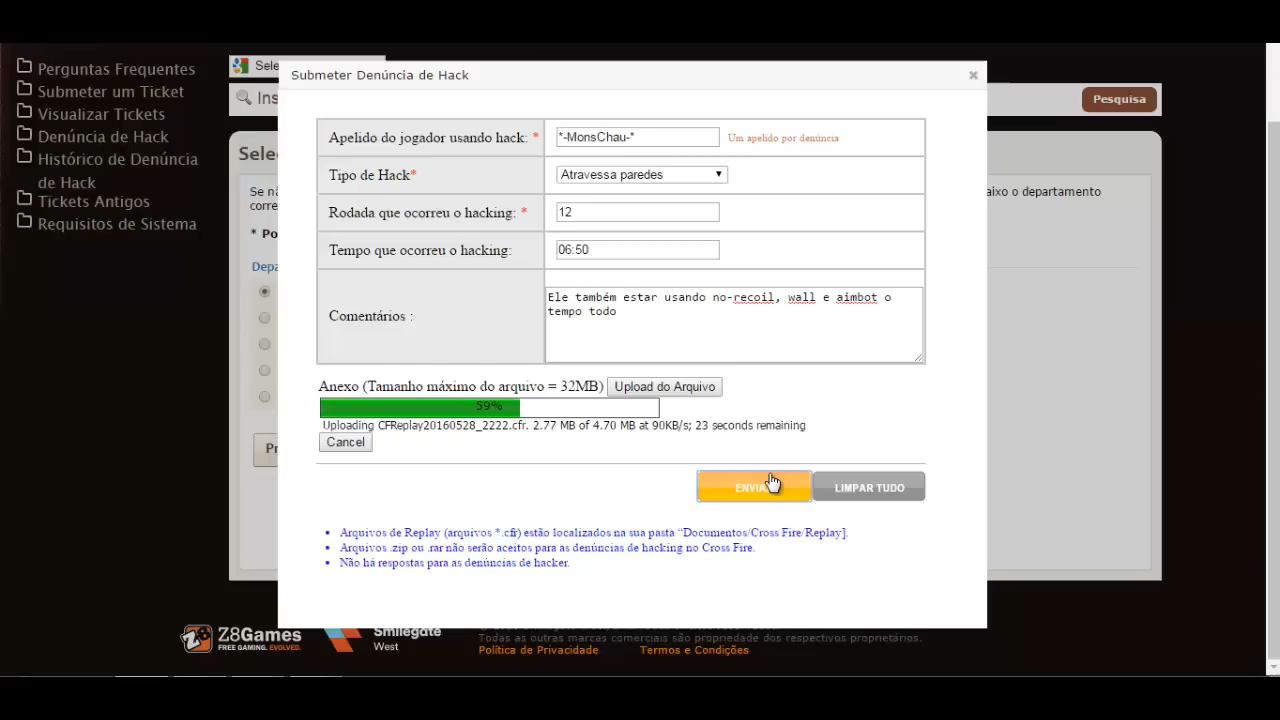 Perguntas Frequentes
Submeter um Ticket
Visualizar Tickets
Denúncia de Hack
Histórico de Denúncia
de Hack
Tickets Antigos
Requisitos de Sistema
Pesquisa
Submeter Denúncia de Hack
Apelido do jogador usando hack: * *-MonsChau-* Um apelido por denúncia
Tipo de Hack* Atravessa paredes
Rodada que ocorreu o hacking: * 12
Tempo que ocorreu o hacking: 06:50
Comentários :
Ele também estar usando no-recoil, wall e aimbot o
tempo todo
Anexo (Tamanho máximo do arquivo = 32MB) Upload do Arquivo
59%
Uploading CFReplay20160528_2222.cfr. 2.77 MB of 4.70 MB at 90KB/s; 23 seconds remaining
Cancel
LIMPAR TUDO
• Arquivos de Replay (arquivos *.cfr) estão localizados na sua pasta “Documentos/Cross Fire/Replay].
• Arquivos .zip ou .rar não serão aceitos para as denúncias de hacking no Cross Fire.
• Não há respostas para as denúncias de hacker.
aixo o departamento
Z8Games
FREE GAMING. EVOLVED.
Smilegate
West
Todas as outras marcas comerciais são propriedade dos respectivos proprietários.
Política de Privacidade Termos e Condições